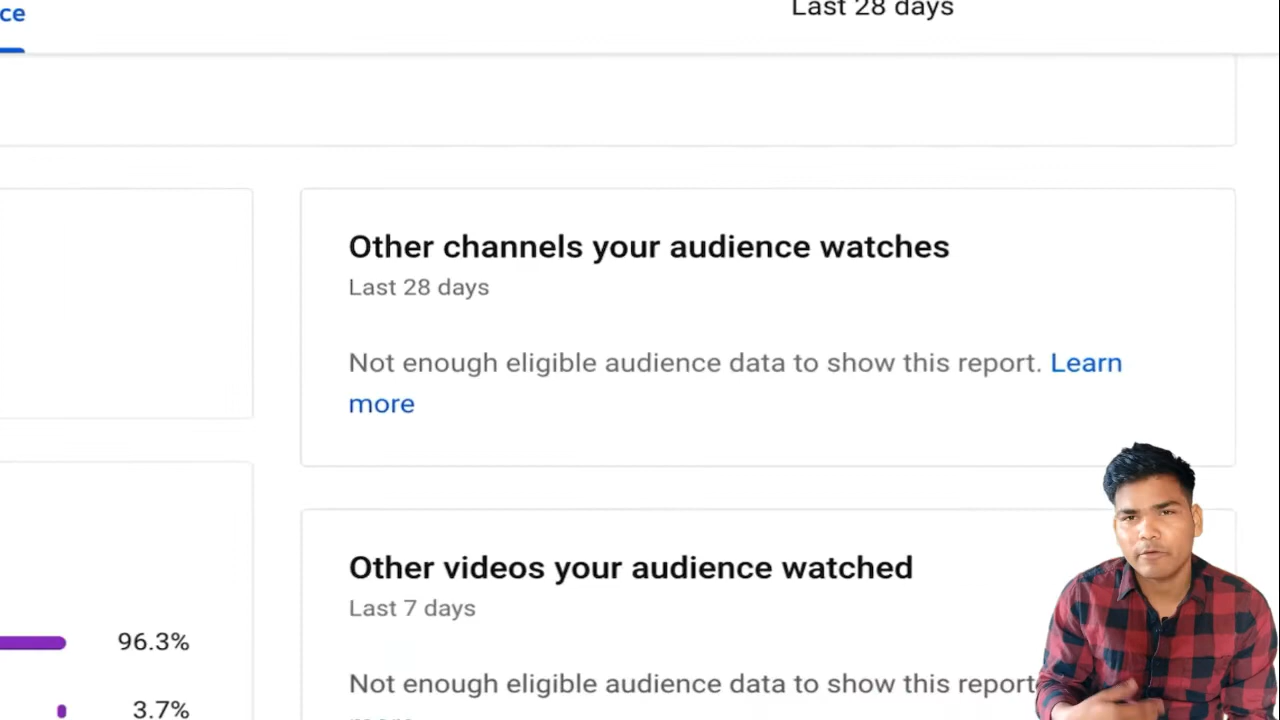 ce
Last 28 days
Other channels your audience watches
Last 28 days
Not enough eligible audience data to show this report. Learn
more
Other videos your audience watched
Last 7 days
Not enough eligible audience data to show this report
96.3%
3.7%